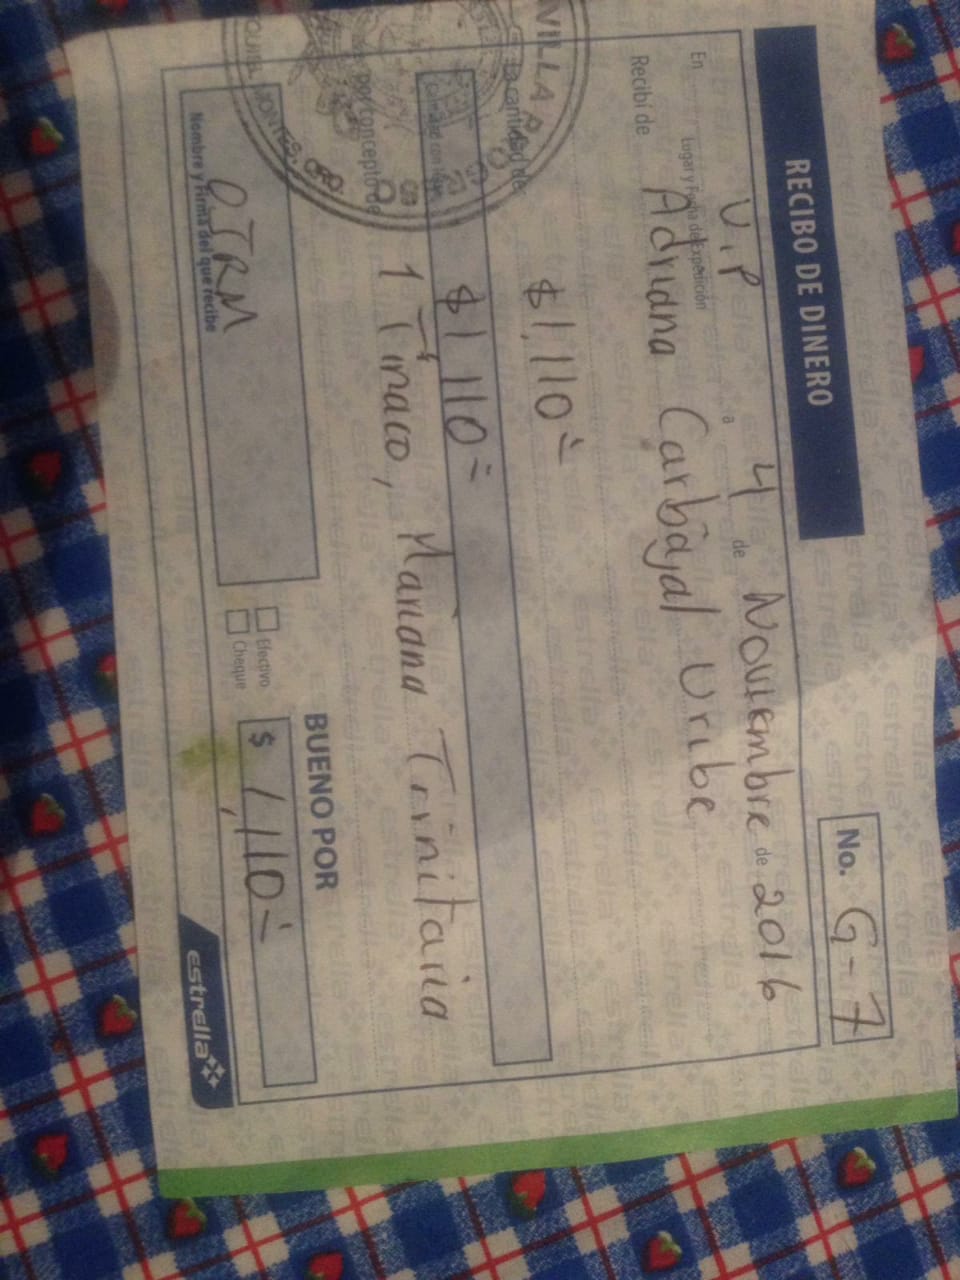 RECIBO DE DINERO
No. G-7
En V.P a 4 de Noviembre de 2016
Lugar y Fecha de Expedición
Recibí de Adriana Carbajal Uribe
La cantidad de: $1,110=
Cantidad con letra $1,110=
por concepto de 1 Tinaco, Mariana Trinitaria
VILLA PROGRESO
EZEQUIEL MONTES, QRO.
BUENO POR
Efectivo
$ 1,110=
Cheque
OJRM
Nombre y Firma del que recibe
estrella